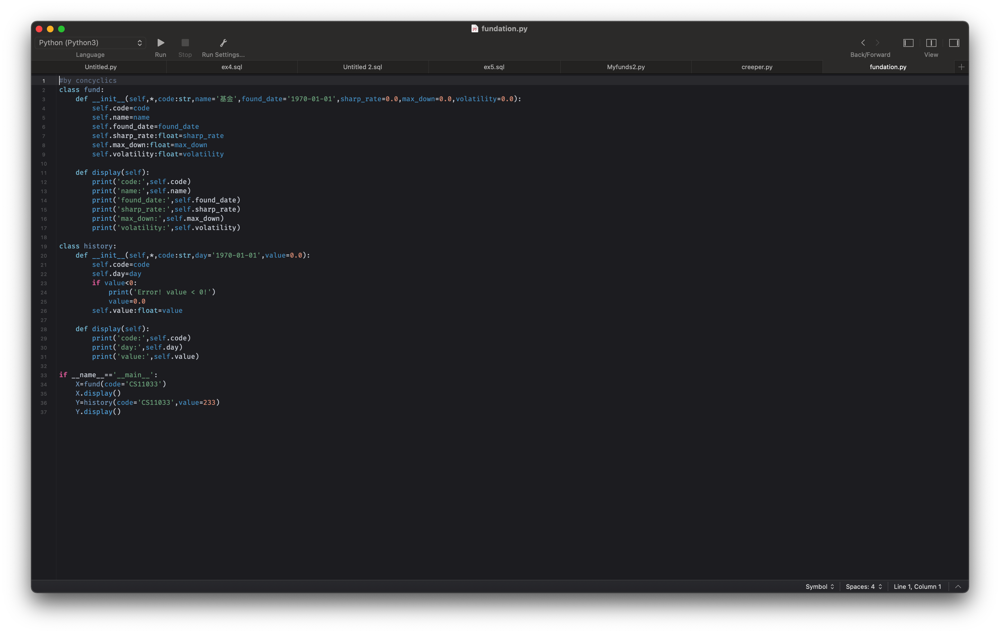 fundation.py
Python (Python3)
Language
Run
Stop
Run Settings...
Back/Forward
View
Untitled.py
ex4.sql
Untitled 2.sql
ex5.sql
Myfunds2.py
creeper.py
fundation.py
1 #by concyclics
2 class fund:
3     def __init__(self,*,code:str,name='基金',found_date='1970-01-01',sharp_rate=0.0,max_down=0.0,volatility=0.0):
4         self.code=code
5         self.name=name
6         self.found_date=found_date
7         self.sharp_rate:float=sharp_rate
8         self.max_down:float=max_down
9         self.volatility:float=volatility
10
11     def display(self):
12         print('code:',self.code)
13         print('name:',self.name)
14         print('found_date:',self.found_date)
15         print('sharp_rate:',self.sharp_rate)
16         print('max_down:',self.max_down)
17         print('volatility:',self.volatility)
18
19 class history:
20     def __init__(self,*,code:str,day='1970-01-01',value=0.0):
21         self.code=code
22         self.day=day
23         if value<0:
24             print('Error! value < 0!')
25             value=0.0
26         self.value:float=value
27
28     def display(self):
29         print('code:',self.code)
30         print('day:',self.day)
31         print('value:',self.value)
32
33 if __name__=='__main__':
34     X=fund(code='CS11033')
35     X.display()
36     Y=history(code='CS11033',value=233)
37     Y.display()
Symbol
Spaces: 4
Line 1, Column 1